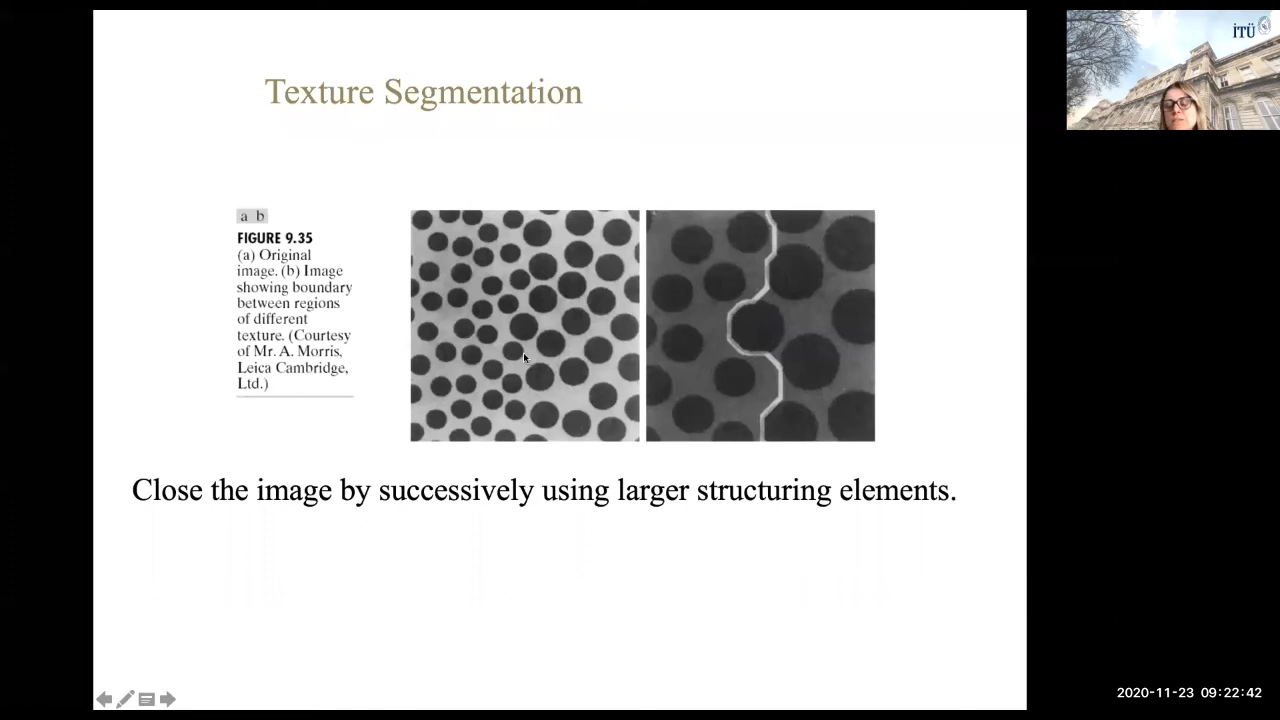 Texture Segmentation
İTÜ
a b
FIGURE 9.35
(a) Original
image. (b) Image
showing boundary
between regions
of different
texture. (Courtesy
of Mr. A. Morris,
Leica Cambridge,
Ltd.)
Close the image by successively using larger structuring elements.
2020-11-23 09:22:42